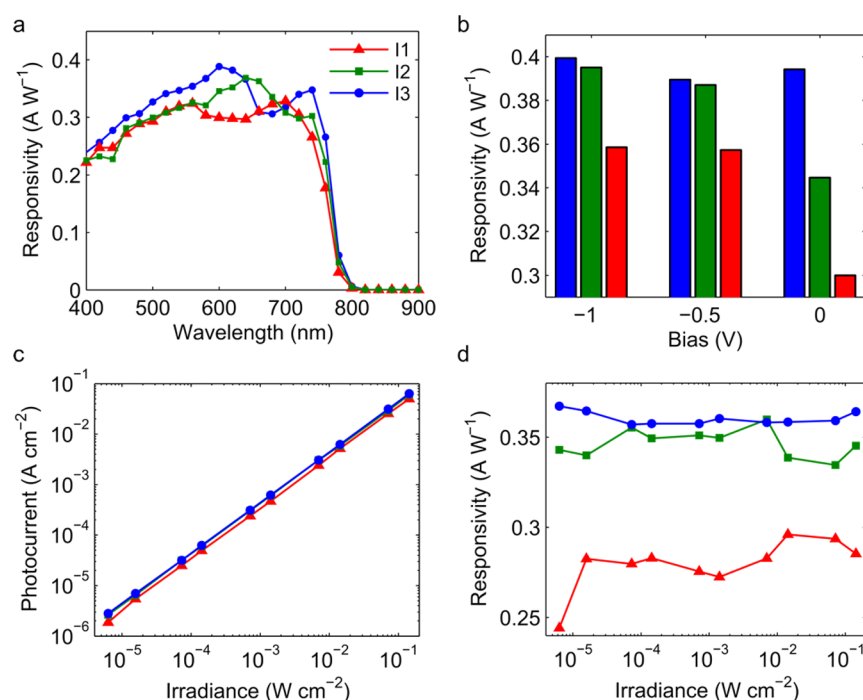 a
Responsivity (A W⁻¹)
0.4
0.3
0.2
0.1
0
400 500 600 700 800 900
Wavelength (nm)
I1
I2
I3
b
Responsivity (A W⁻¹)
0.4
0.38
0.36
0.34
0.32
0.3
−1 −0.5 0
Bias (V)
c
Photocurrent (A cm⁻²)
10⁻¹
10⁻²
10⁻³
10⁻⁴
10⁻⁵
10⁻⁶
10⁻⁵ 10⁻⁴ 10⁻³ 10⁻² 10⁻¹
Irradiance (W cm⁻²)
d
Responsivity (A W⁻¹)
0.35
0.3
0.25
10⁻⁵ 10⁻⁴ 10⁻³ 10⁻² 10⁻¹
Irradiance (W cm⁻²)